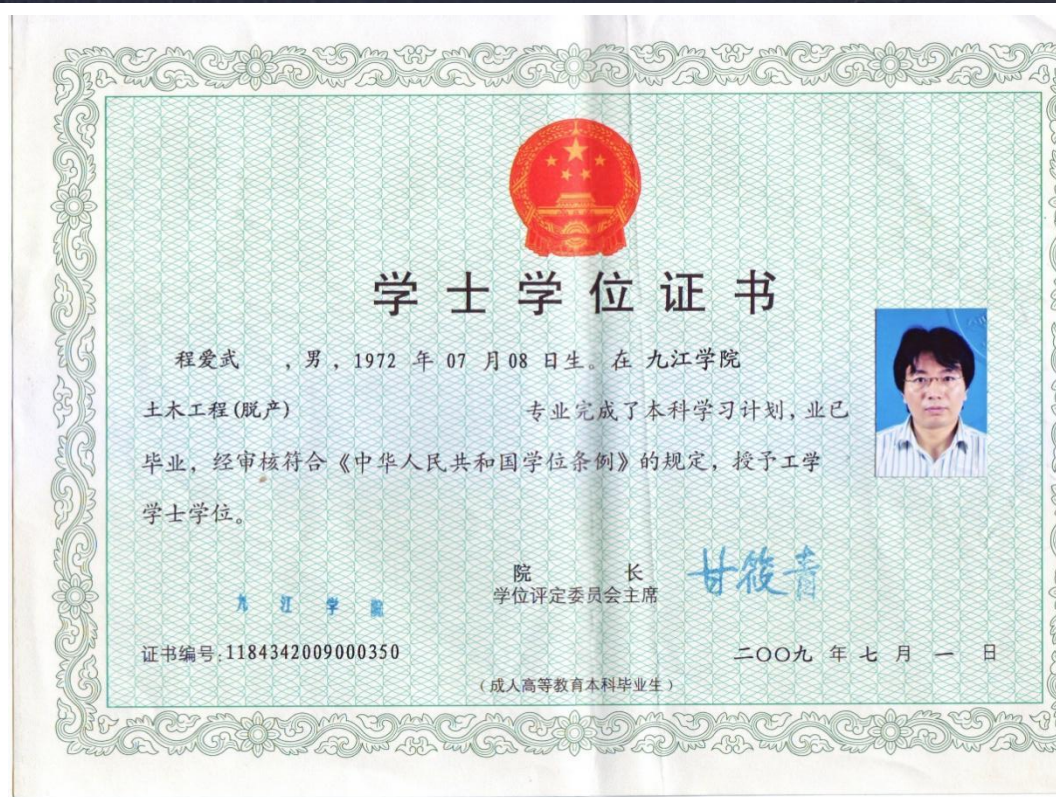 学士学位证书
程爱武 ,男,1972 年 07 月08 日生。在 九江学院
土木工程(脱产) 专业完成了本科学习计划,业已
毕业,经审核符合《中华人民共和国学位条例》的规定,授予工学
学士学位。
院 长 甘筱青
学位评定委员会主席
九 江 学 院
证书编号:1184342009000350 二〇〇九 年 七 月 一 日
(成人高等教育本科毕业生)